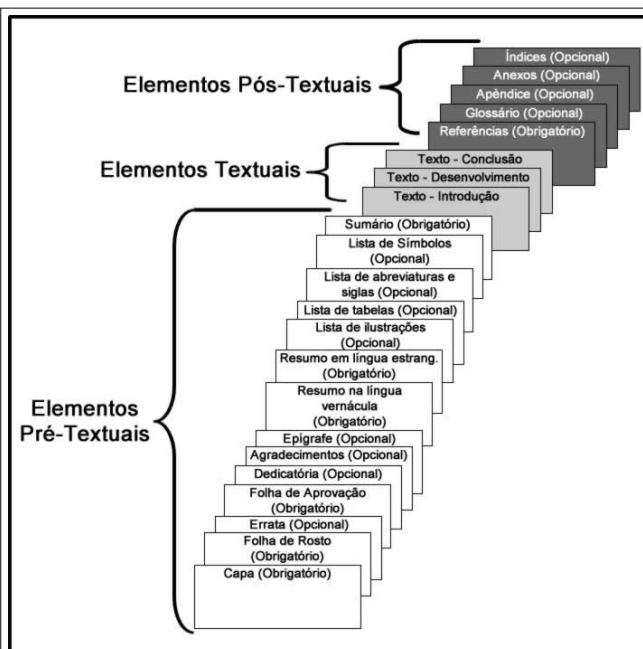 Elementos Pós-Textuais
Índices (Opcional)
Anexos (Opcional)
Apèndice (Opcional)
Glossário (Opcional)
Referências (Obrigatório)
Elementos Textuais
Texto - Conclusão
Texto - Desenvolvimento
Texto - Introdução
Elementos
Pré-Textuais
Sumário (Obrigatório)
Lista de Símbolos
(Opcional)
Lista de abreviaturas e
siglas (Opcional)
Lista de tabelas (Opcional)
Lista de ilustrações
(Opcional)
Resumo em língua estrang.
(Obrigatório)
Resumo na língua
vernácula
(Obrigatório)
Epígrafe (Opcional)
Agradecimentos (Opcional)
Dedicatória (Opcional)
Folha de Aprovação
(Obrigatório)
Errata (Opcional)
Folha de Rosto
(Obrigatório)
Capa (Obrigatório)